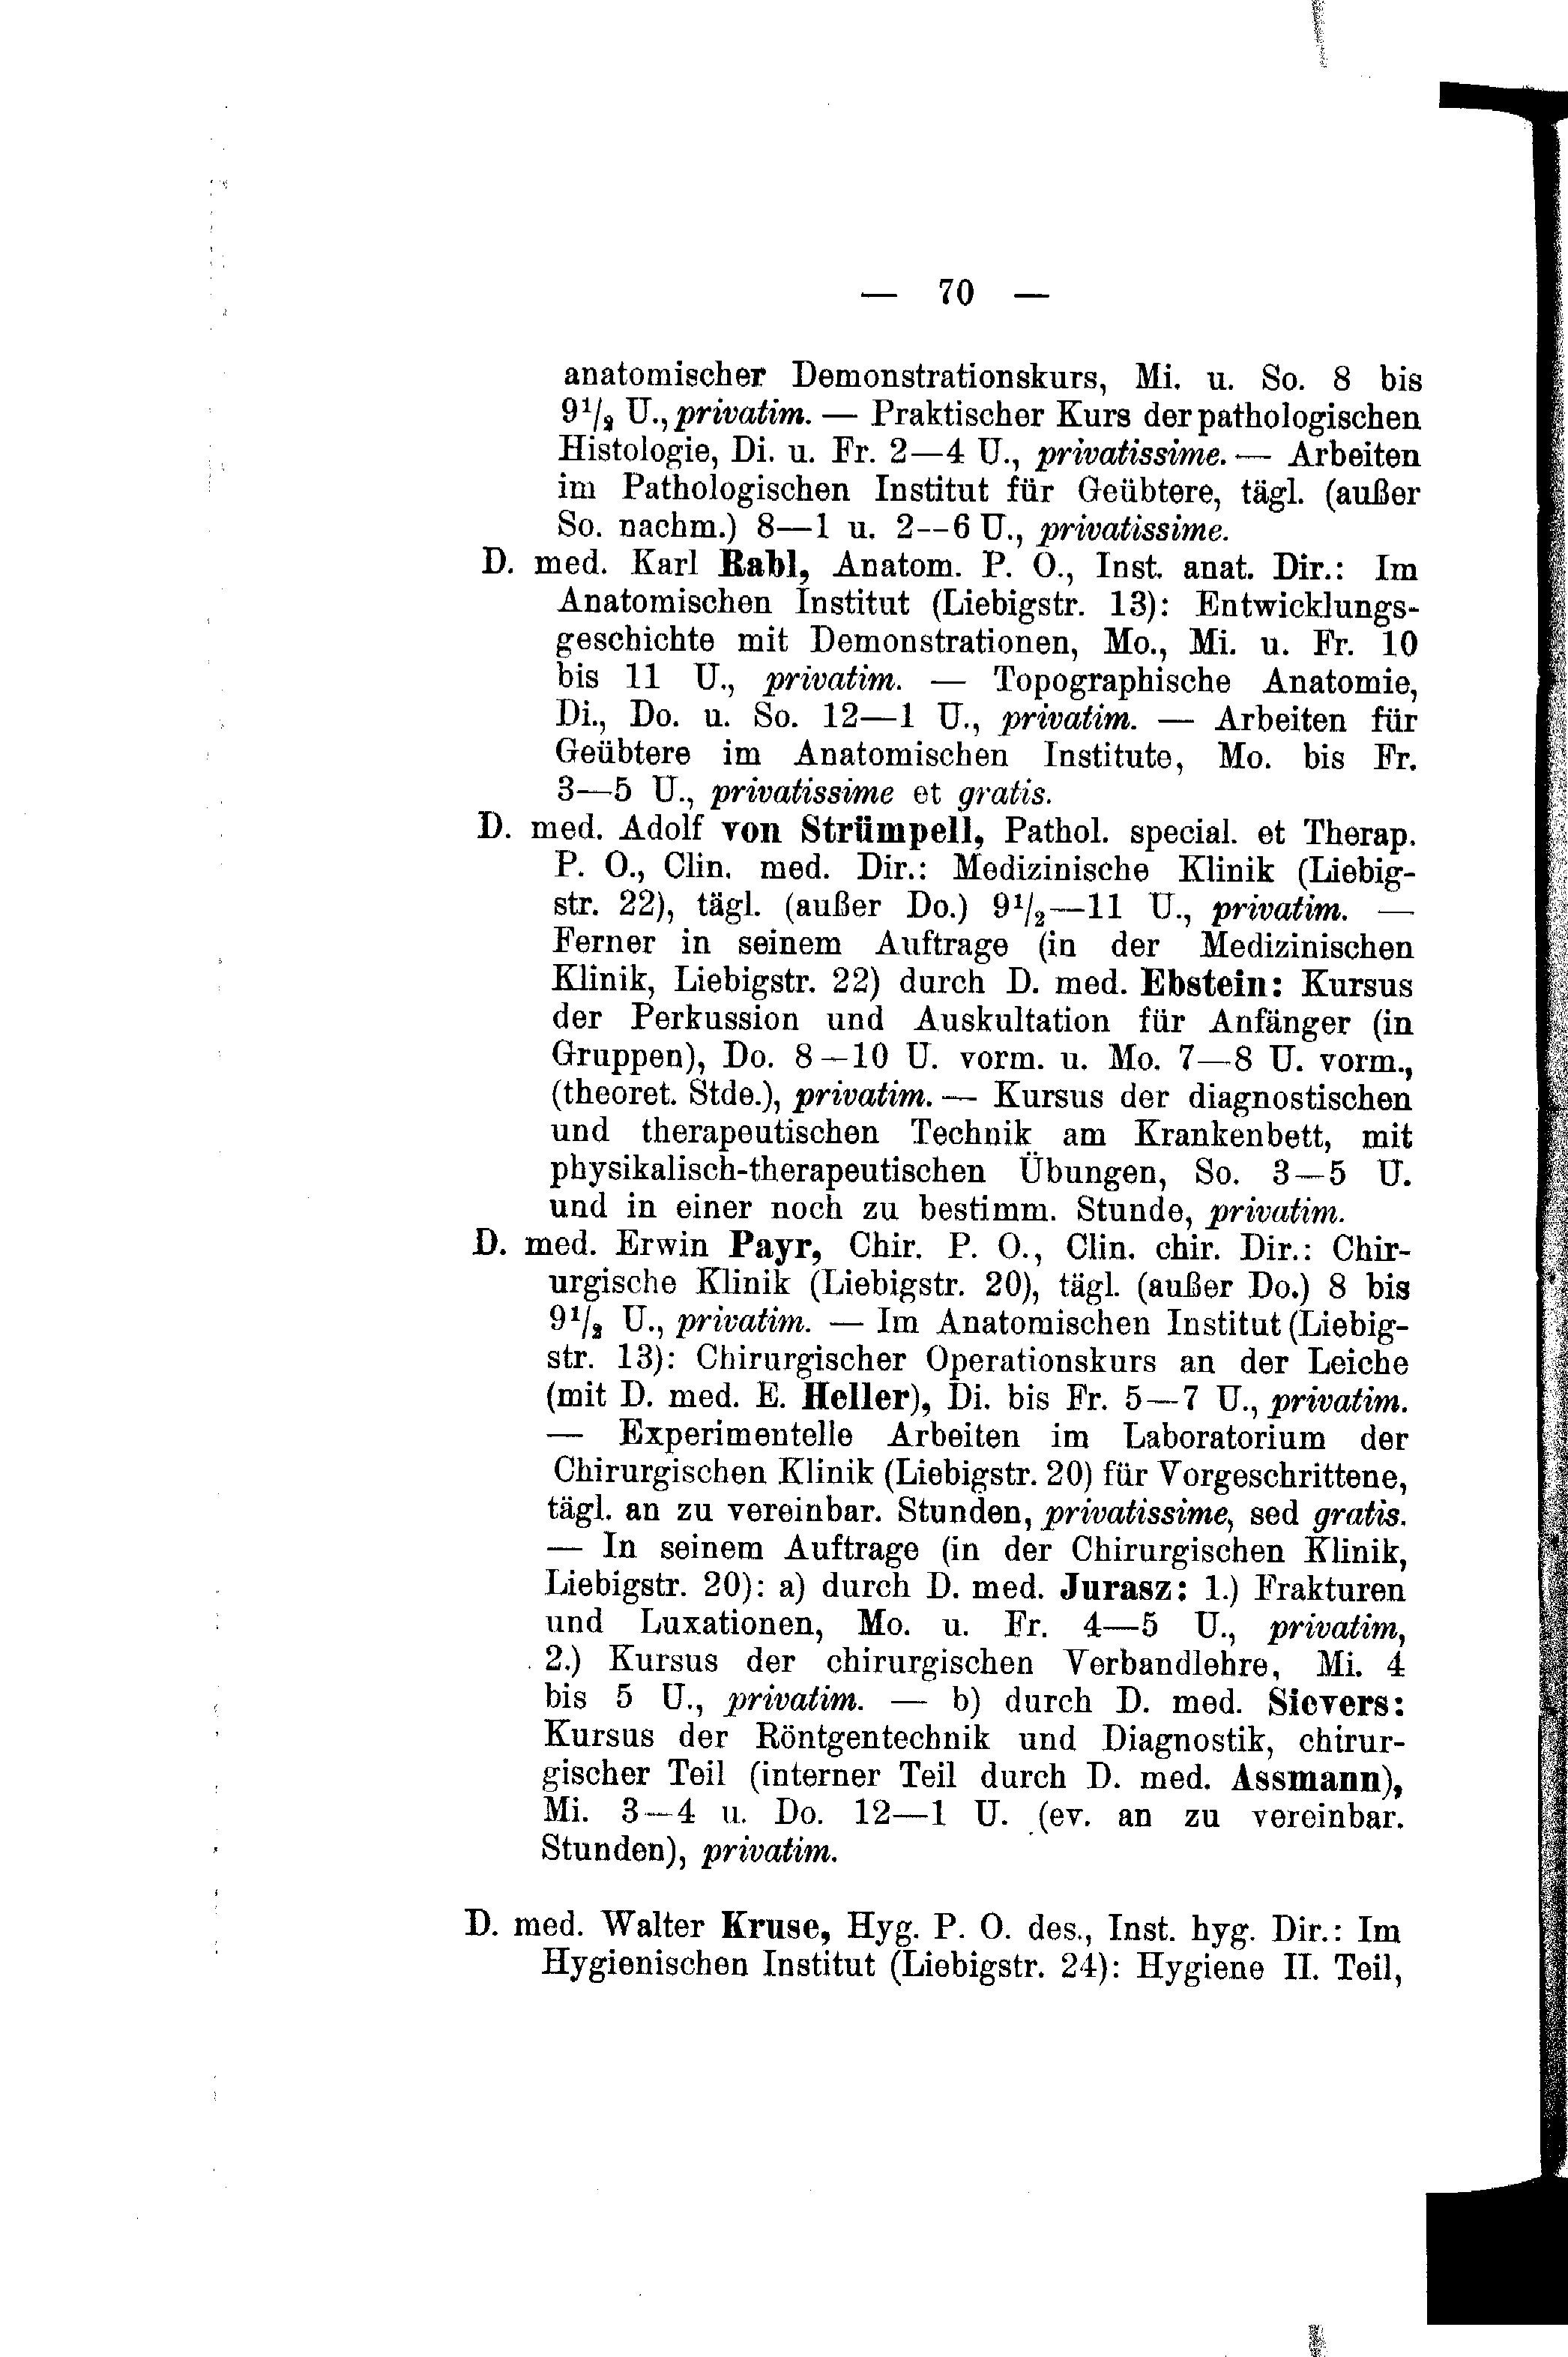 — 70 —
anatomischer Demonstrationskurs, Mi. u. So. 8 bis
9¹/₂ U., privatim. — Praktischer Kurs der pathologischen
Histologie, Di. u. Fr. 2—4 U., privatissime. — Arbeiten
im Pathologischen Institut für Geübtere, tägl. (außer
So. nachm.) 8—1 u. 2--6 U., privatissime.
D. med. Karl Rabl, Anatom. P. O., Inst. anat. Dir.: Im
Anatomischen Institut (Liebigstr. 13): Entwicklungs-
geschichte mit Demonstrationen, Mo., Mi. u. Fr. 10
bis 11 U., privatim. — Topographische Anatomie,
Di., Do. u. So. 12—1 U., privatim. — Arbeiten für
Geübtere im Anatomischen Institute, Mo. bis Fr.
3—5 U., privatissime et gratis.
D. med. Adolf von Strümpell, Pathol. special. et Therap.
P. O., Clin. med. Dir.: Medizinische Klinik (Liebig-
str. 22), tägl. (außer Do.) 9¹/₂—11 U., privatim. —
Ferner in seinem Auftrage (in der Medizinischen
Klinik, Liebigstr. 22) durch D. med. Ebstein: Kursus
der Perkussion und Auskultation für Anfänger (in
Gruppen), Do. 8—10 U. vorm. u. Mo. 7—8 U. vorm.,
(theoret. Stde.), privatim. — Kursus der diagnostischen
und therapeutischen Technik am Krankenbett, mit
physikalisch-therapeutischen Übungen, So. 3—5 U.
und in einer noch zu bestimm. Stunde, privatim.
D. med. Erwin Payr, Chir. P. O., Clin. chir. Dir.: Chir-
urgische Klinik (Liebigstr. 20), tägl. (außer Do.) 8 bis
9¹/₂ U., privatim. — Im Anatomischen Institut (Liebig-
str. 13): Chirurgischer Operationskurs an der Leiche
(mit D. med. E. Heller), Di. bis Fr. 5—7 U., privatim.
— Experimentelle Arbeiten im Laboratorium der
Chirurgischen Klinik (Liebigstr. 20) für Vorgeschrittene,
tägl. an zu vereinbar. Stunden, privatissime, sed gratis.
— In seinem Auftrage (in der Chirurgischen Klinik,
Liebigstr. 20): a) durch D. med. Jurasz: 1.) Frakturen
und Luxationen, Mo. u. Fr. 4—5 U., privatim,
2.) Kursus der chirurgischen Verbandlehre, Mi. 4
bis 5 U., privatim. — b) durch D. med. Sievers:
Kursus der Röntgentechnik und Diagnostik, chirur-
gischer Teil (interner Teil durch D. med. Assmann),
Mi. 3—4 u. Do. 12—1 U. (ev. an zu vereinbar.
Stunden), privatim.
D. med. Walter Kruse, Hyg. P. O. des., Inst. hyg. Dir.: Im
Hygienischen Institut (Liebigstr. 24): Hygiene II. Teil,